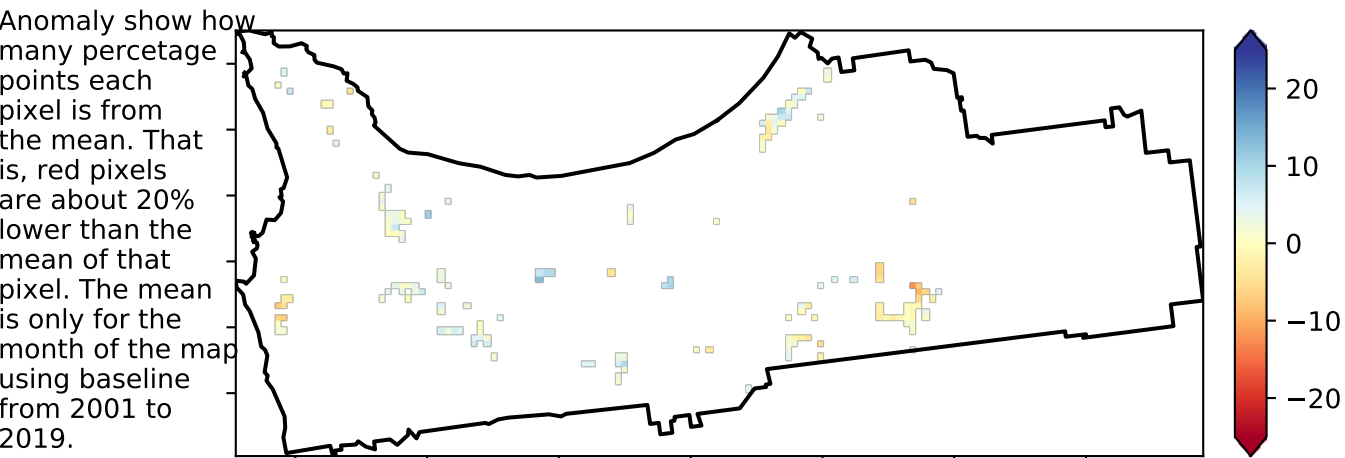 Anomaly show how
many percetage
points each
pixel is from
the mean. That
is, red pixels
are about 20%
lower than the
mean of that
pixel. The mean
is only for the
month of the map
using baseline
from 2001 to
2019.
20
10
0
−10
−20